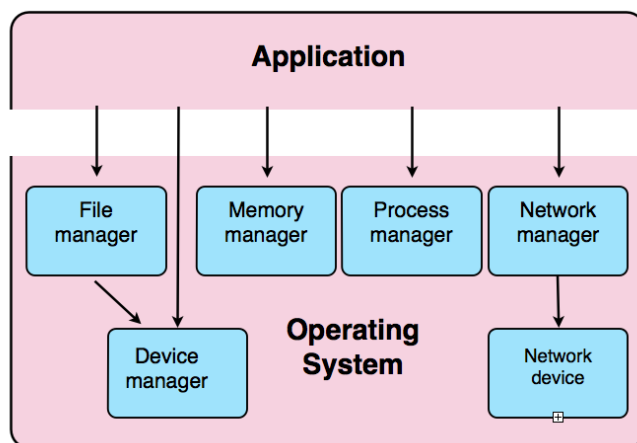 Application
File
manager
Memory
manager
Process
manager
Network
manager
Operating
System
Device
manager
Network
device